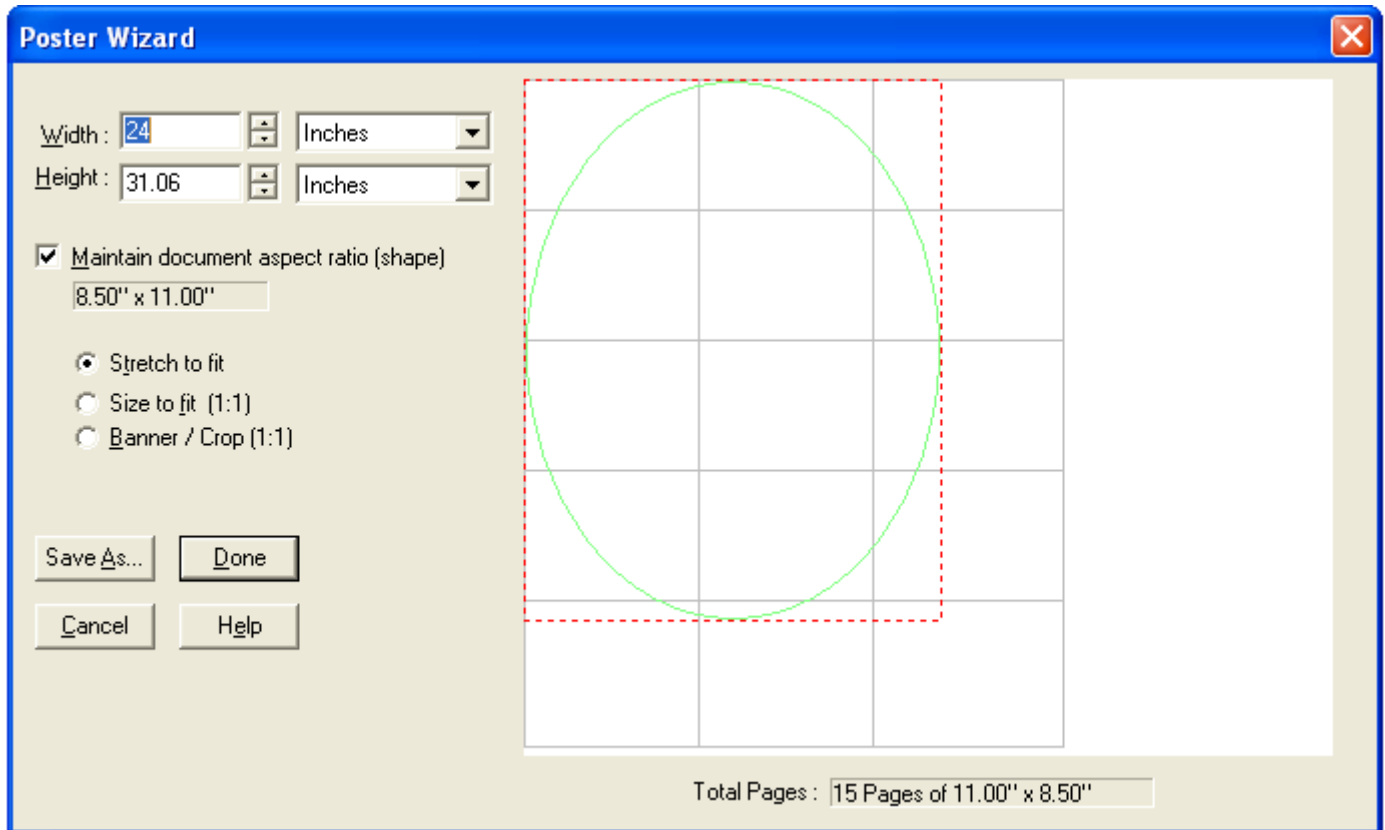 Poster Wizard
Width : 24 Inches
Height : 31.06 Inches
Maintain document aspect ratio (shape)
8.50" x 11.00"
Stretch to fit
Size to fit (1:1)
Banner / Crop (1:1)
Save As... Done
Cancel Help
Total Pages : 15 Pages of 11.00" x 8.50"